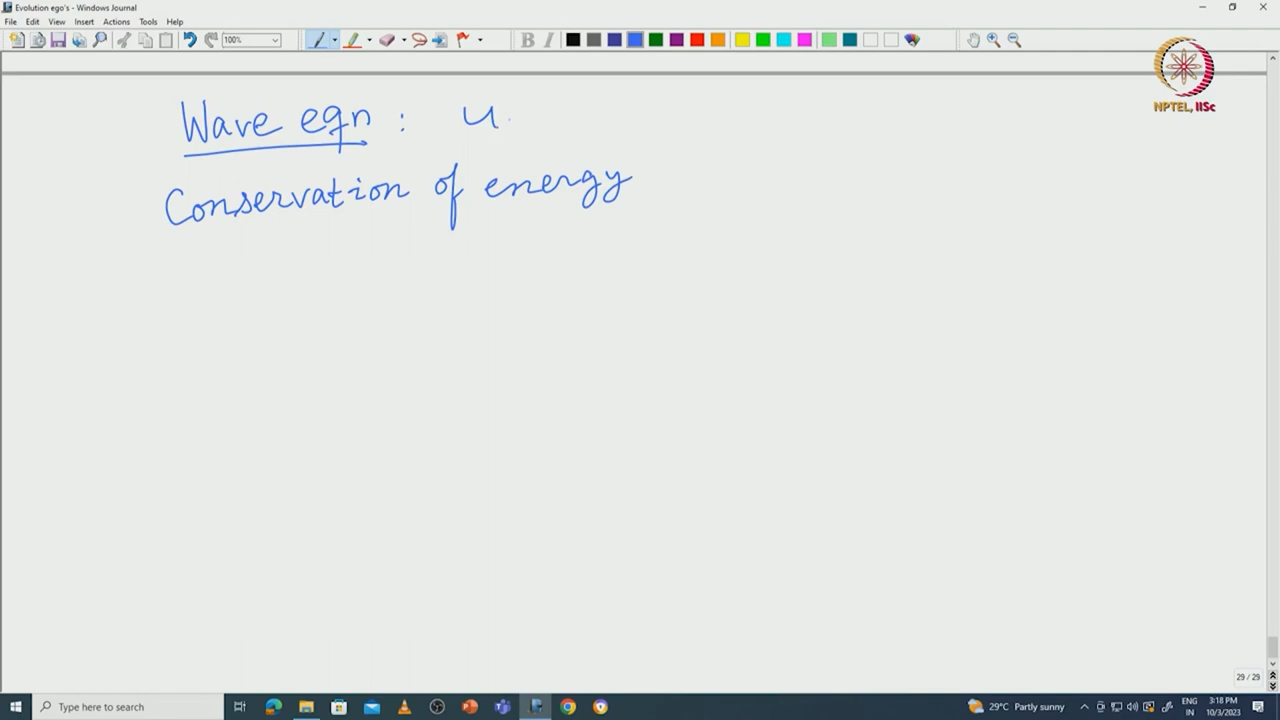 Evolution eqo's - Windows Journal
File Edit View Insert Actions Tools Help
100%
B I
NPTEL, IISc
Wave eqn : u
Conservation of energy
29 / 29
Type here to search
29°C Partly sunny
ENG
IN
3:18 PM
10/3/2023